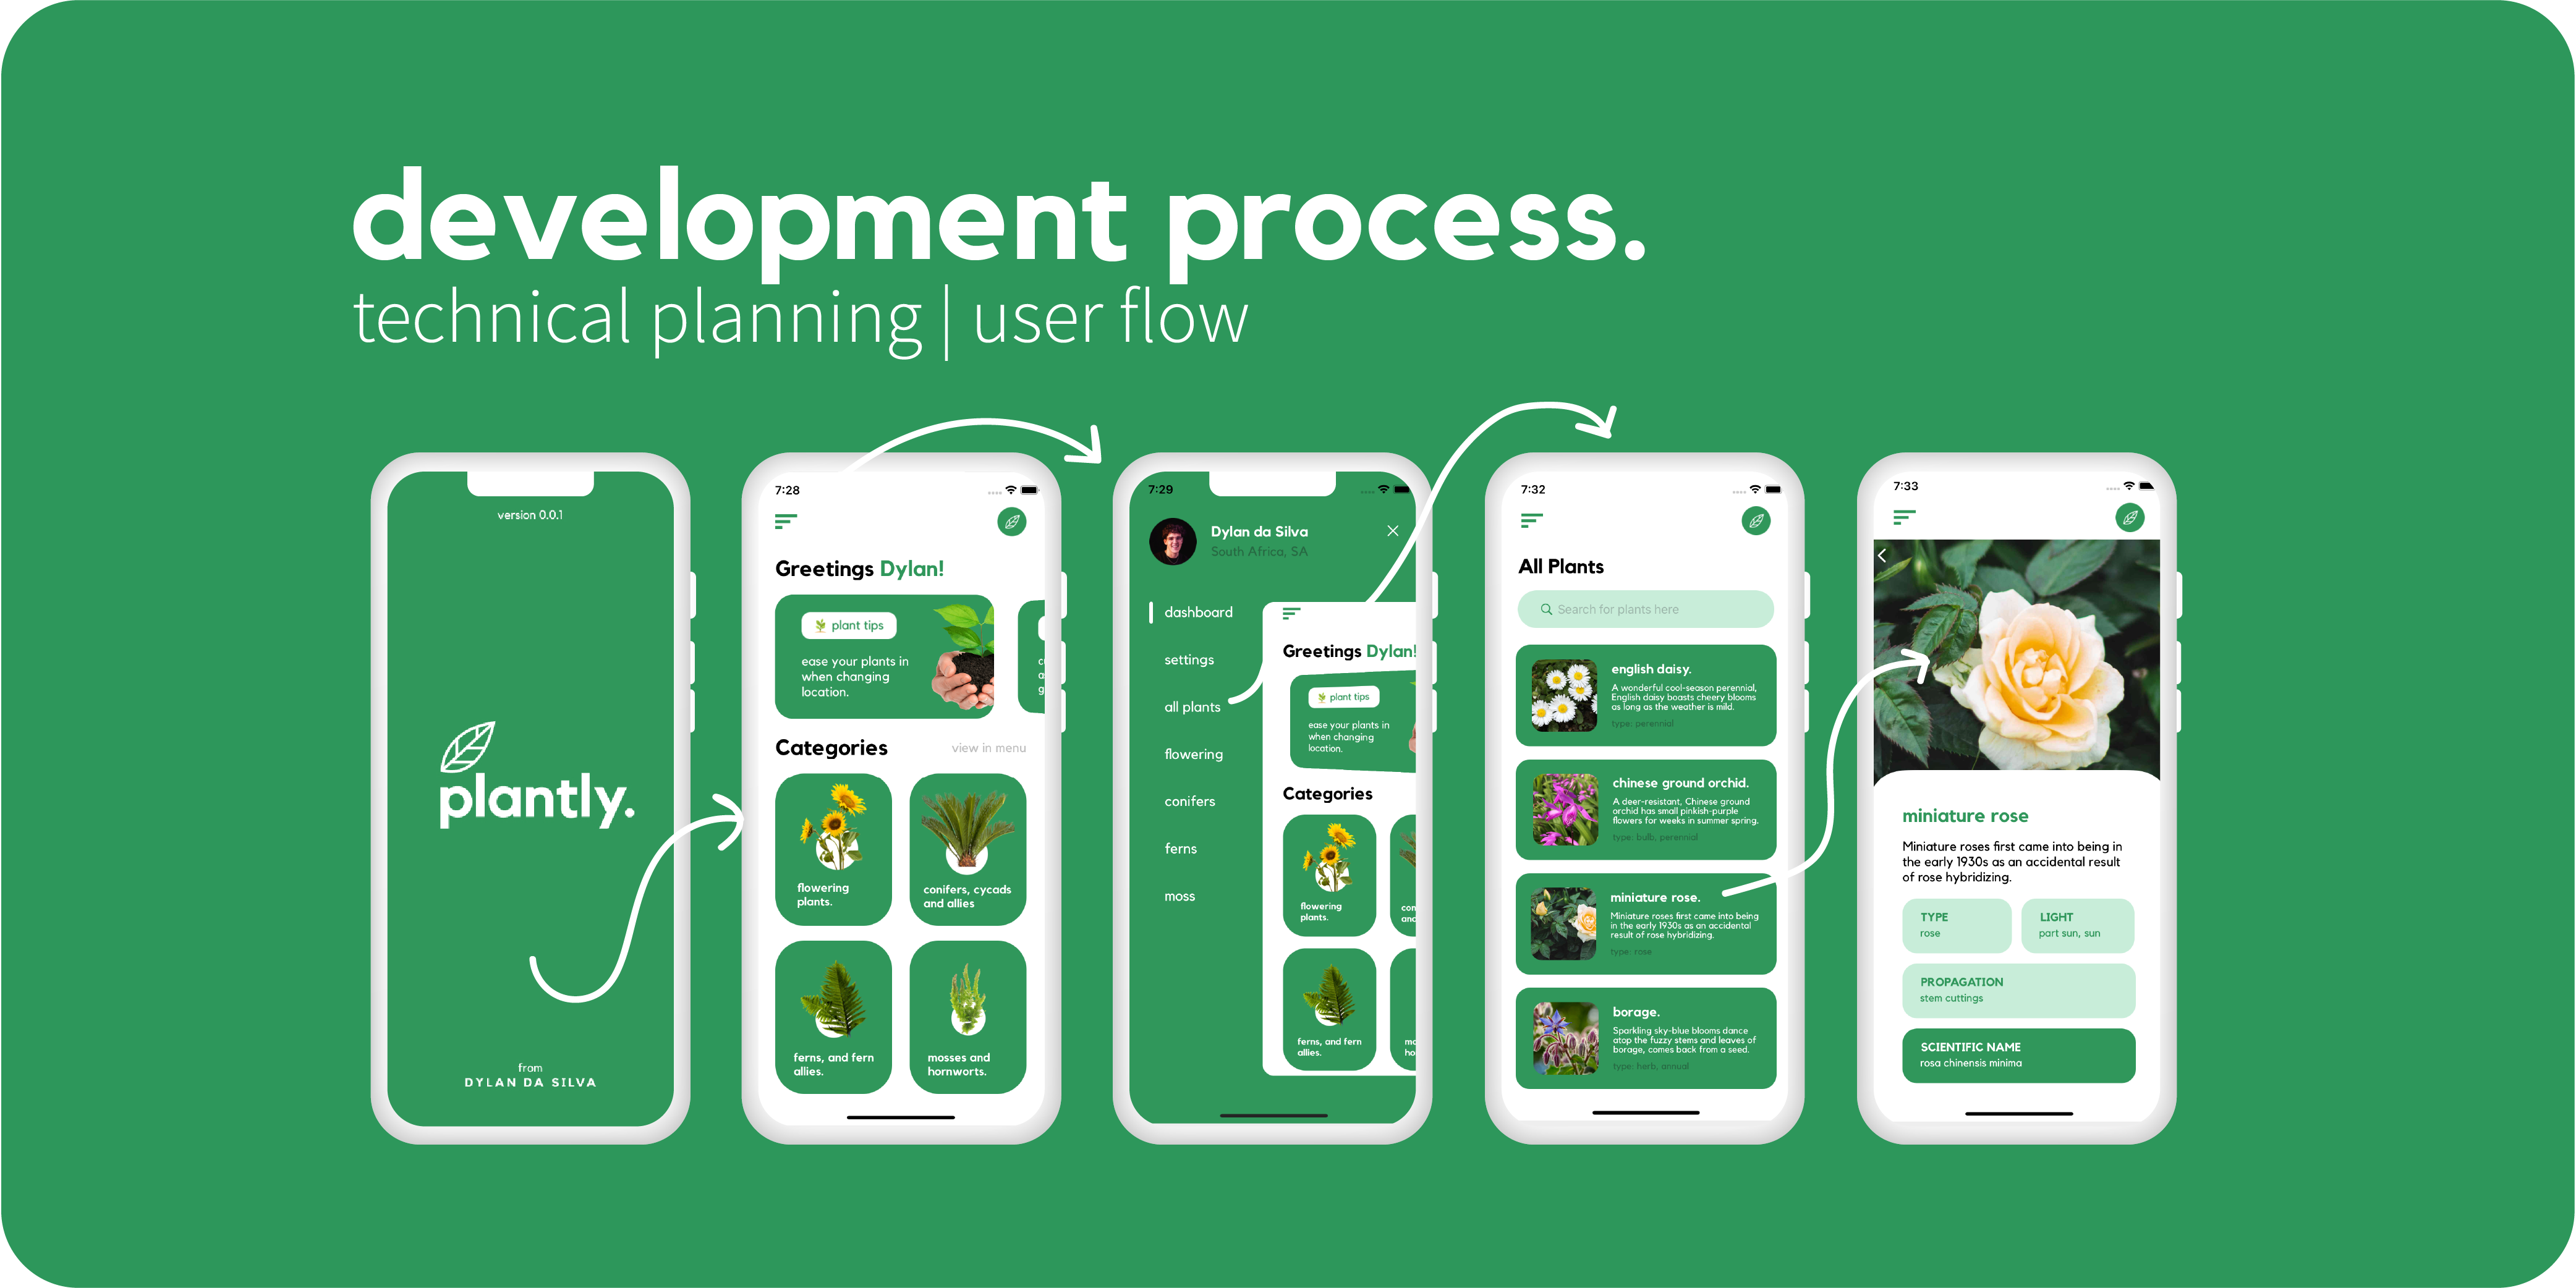 development process.
technical planning | user flow
version 0.0.1
plantly.
from
DYLAN DA SILVA
7:28
Greetings Dylan!
plant tips
ease your plants in
when changing
location.
Categories
view in menu
flowering
plants.
conifers, cycads
and allies
ferns, and fern
allies.
mosses and
hornworts.
7:29
Dylan da Silva
South Africa, SA
dashboard
settings
all plants
flowering
conifers
ferns
moss
Greetings Dylan!
plant tips
ease your plants in
when changing
location.
Categories
flowering
plants.
ferns, and fern
allies.
7:32
All Plants
Search for plants here
english daisy.
A wonderful cool-season perennial,
English daisy boasts cheery blooms
as long as the weather is mild.
type: perennial
chinese ground orchid.
A deer-resistant, Chinese ground
orchid has small pinkish-purple
flowers for weeks in summer spring.
type: bulb, perennial
miniature rose.
Miniature roses first came into being
in the early 1930s as an accidental
result of rose hybridizing.
type: rose
borage.
Sparkling sky-blue blooms dance
atop the fuzzy stems and leaves of
borage, comes back from a seed.
type: herb, annual
7:33
miniature rose
Miniature roses first came into being in
the early 1930s as an accidental result
of rose hybridizing.
TYPE
rose
LIGHT
part sun, sun
PROPAGATION
stem cuttings
SCIENTIFIC NAME
rosa chinensis minima